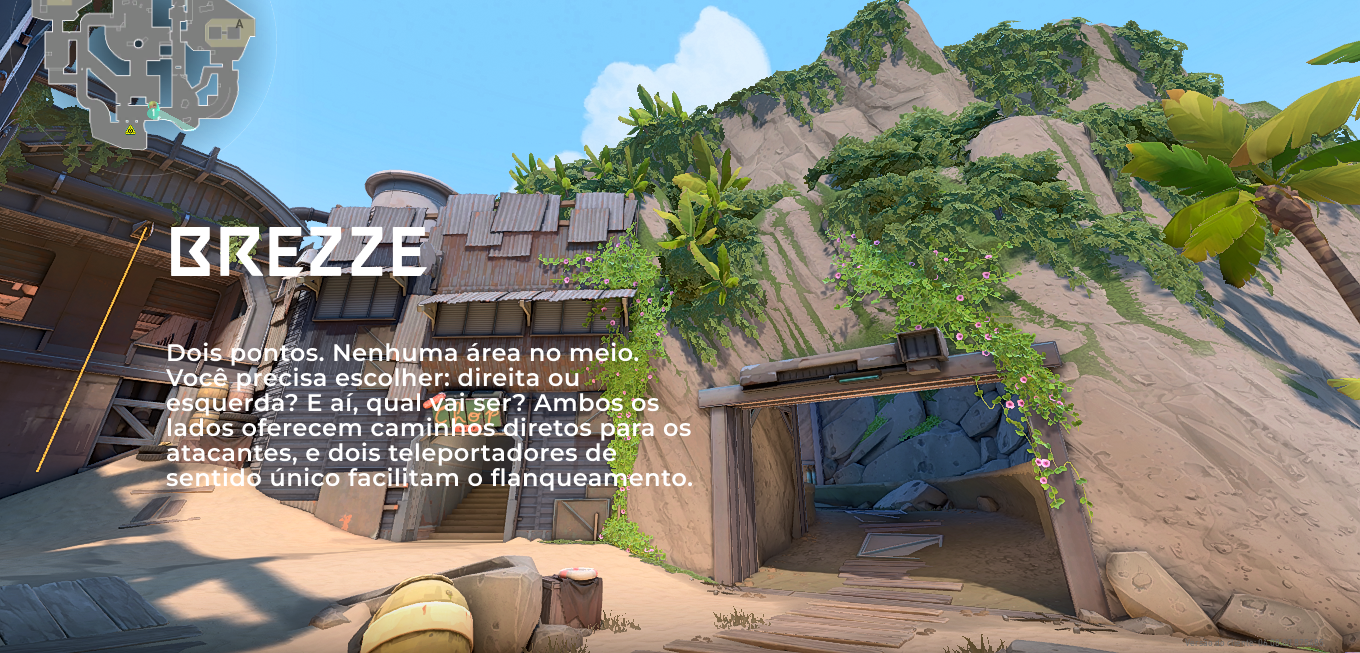 A
BREZZE
Dois pontos. Nenhuma área no meio.
Você precisa escolher: direita ou
esquerda? E aí, qual vai ser? Ambos os
lados oferecem caminhos diretos para os
atacantes, e dois teleportadores de
sentido único facilitam o flanqueamento.